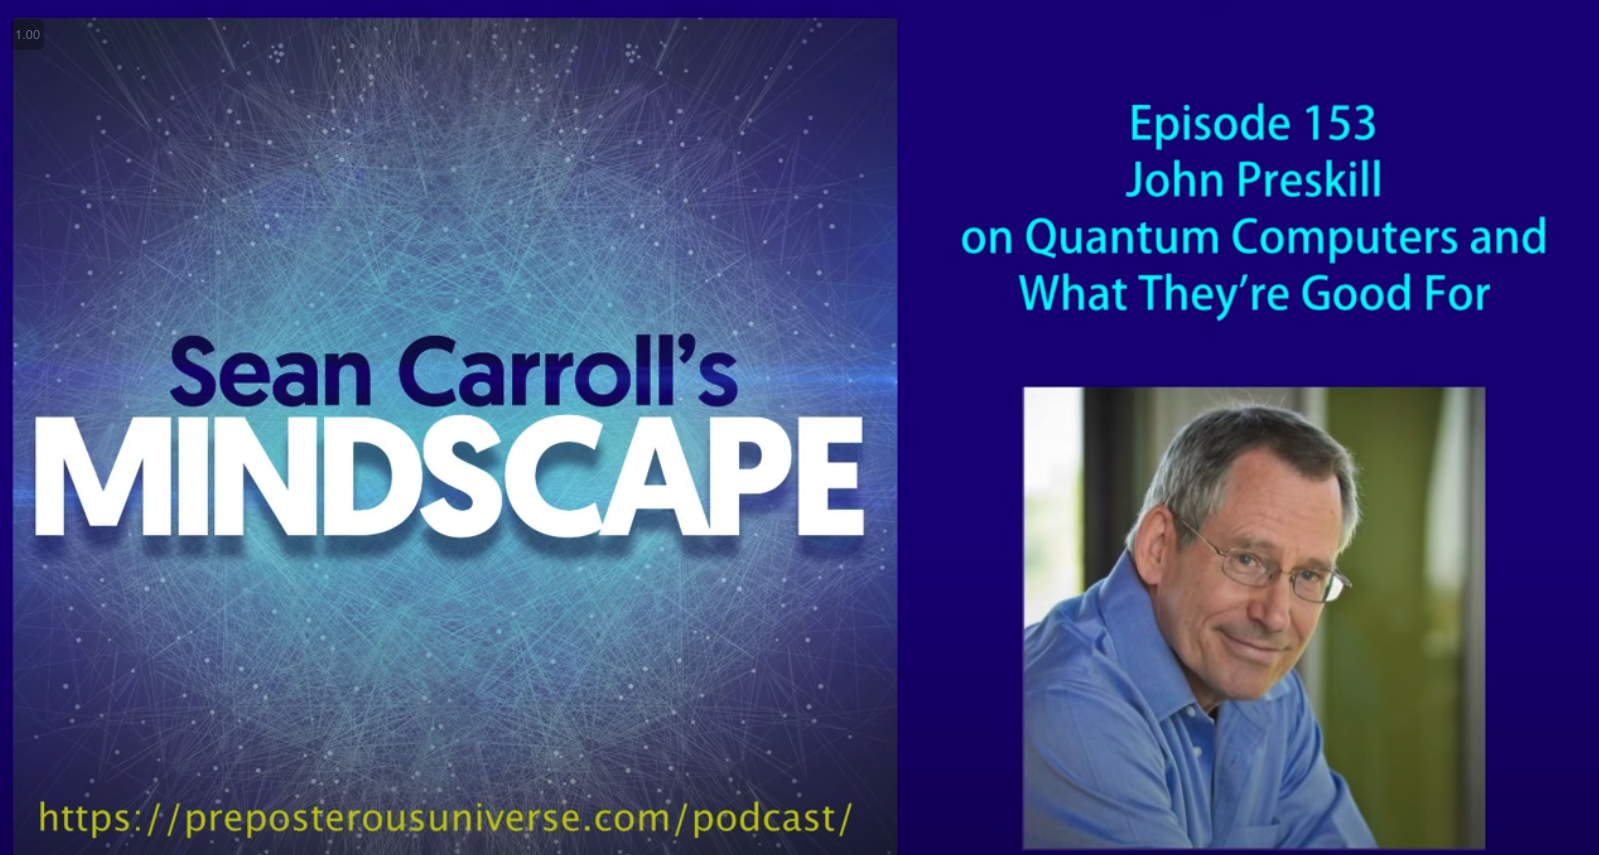 1.00
Sean Carroll's
MINDSCAPE
https://preposterousuniverse.com/podcast/
Episode 153
John Preskill
on Quantum Computers and
What They're Good For